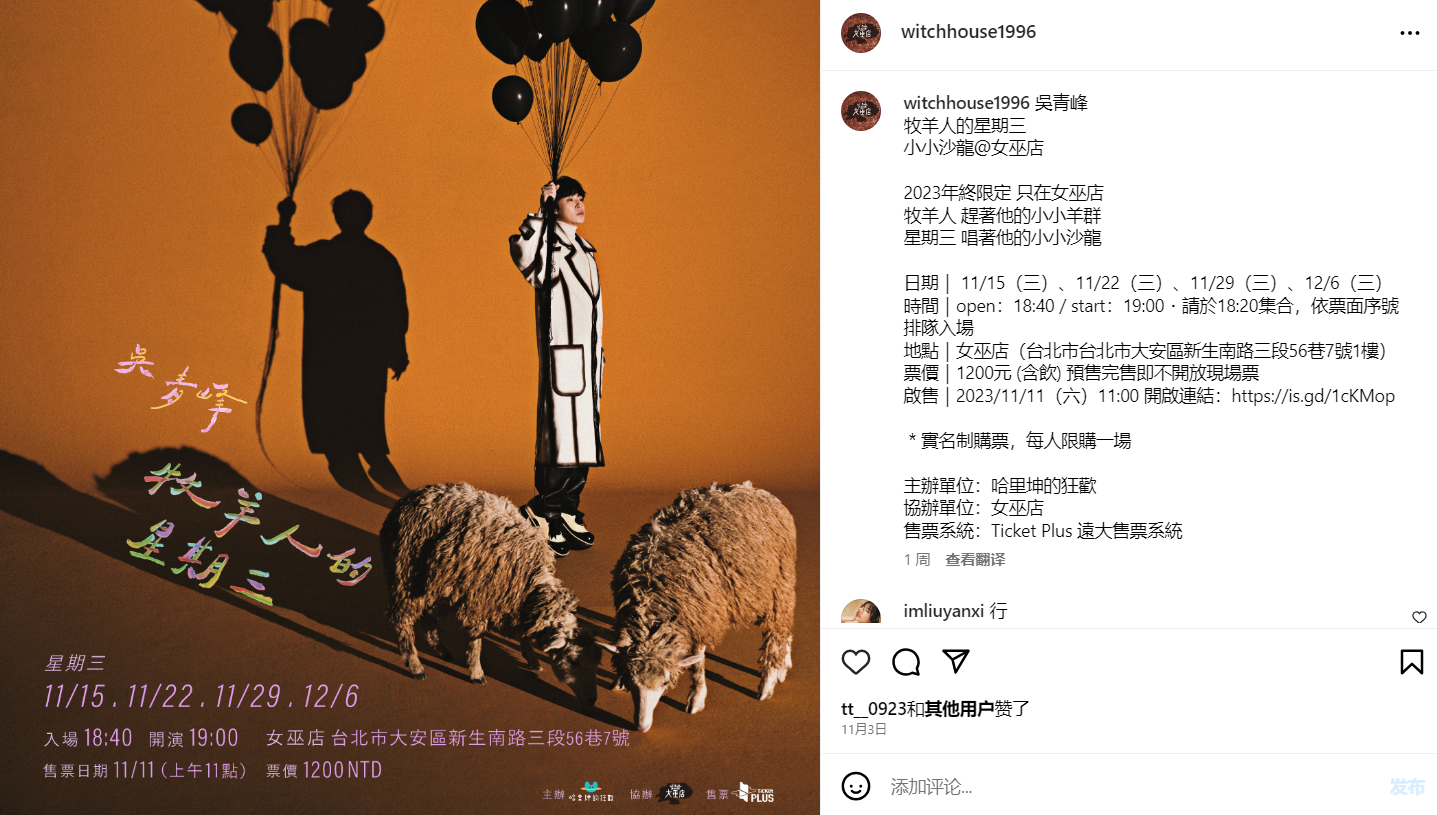 吳青峰
牧羊人的
星期三
星期三
11/15 . 11/22 . 11/29 . 12/6
入場 18:40 開演 19:00 女巫店 台北市大安區新生南路三段56巷7號
售票日期 11/11 (上午11點) 票價 1200 NTD
主辦 哈里坤的狂歡 協辦 女巫店 售票 TICKET PLUS
witchhouse1996
witchhouse1996 吳青峰
牧羊人的星期三
小小沙龍@女巫店
2023年終限定 只在女巫店
牧羊人 趕著他的小小羊群
星期三 唱著他的小小沙龍
日期｜ 11/15（三）、11/22（三）、11/29（三）、12/6（三）
時間｜open：18:40 / start：19:00・請於18:20集合，依票面序號
排隊入場
地點｜女巫店（台北市台北市大安區新生南路三段56巷7號1樓）
票價｜1200元 (含飲) 預售完售即不開放現場票
啟售｜2023/11/11（六）11:00 開啟連結：https://is.gd/1cKMop
＊實名制購票，每人限購一場
主辦單位：哈里坤的狂歡
協辦單位：女巫店
售票系統：Ticket Plus 遠大售票系統
1 周 查看翻译
imliuyanxi 行
tt__0923和其他用户赞了
11月3日
添加评论...
发布